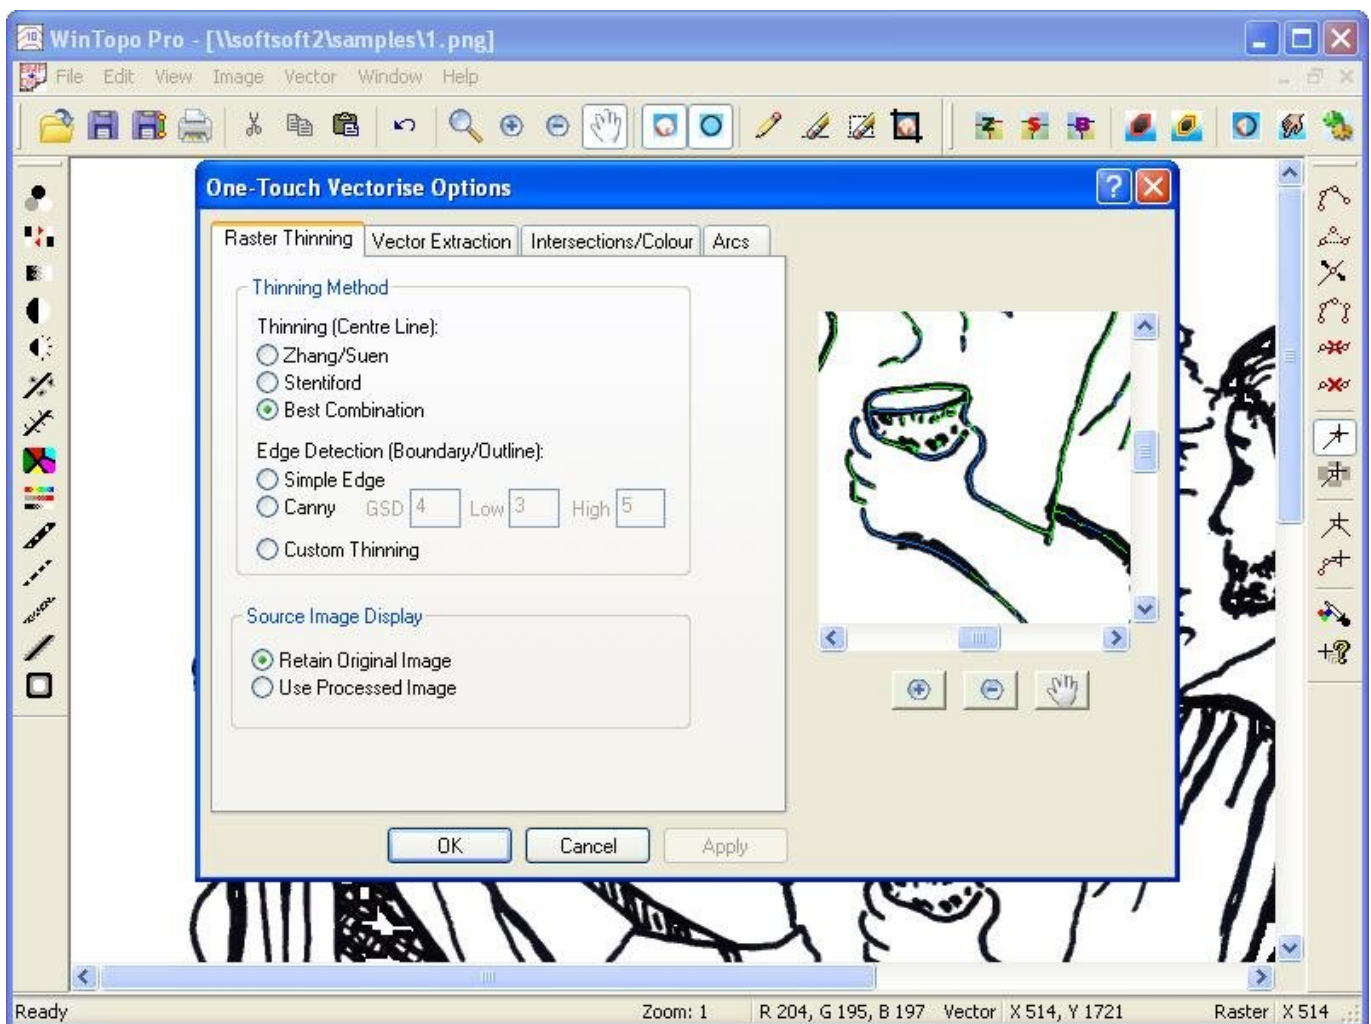 WinTopo Pro - [\\softsoft2\samples\1.png]
File Edit View Image Vector Window Help
One-Touch Vectorise Options
Raster Thinning Vector Extraction Intersections/Colour Arcs
Thinning Method
Thinning (Centre Line):
Zhang/Suen
Stentiford
Best Combination
Edge Detection (Boundary/Outline):
Simple Edge
Canny GSD 4 Low 3 High 5
Custom Thinning
Source Image Display
Retain Original Image
Use Processed Image
OK Cancel Apply
Ready Zoom: 1 R 204, G 195, B 197 Vector X 514, Y 1721 Raster X 514